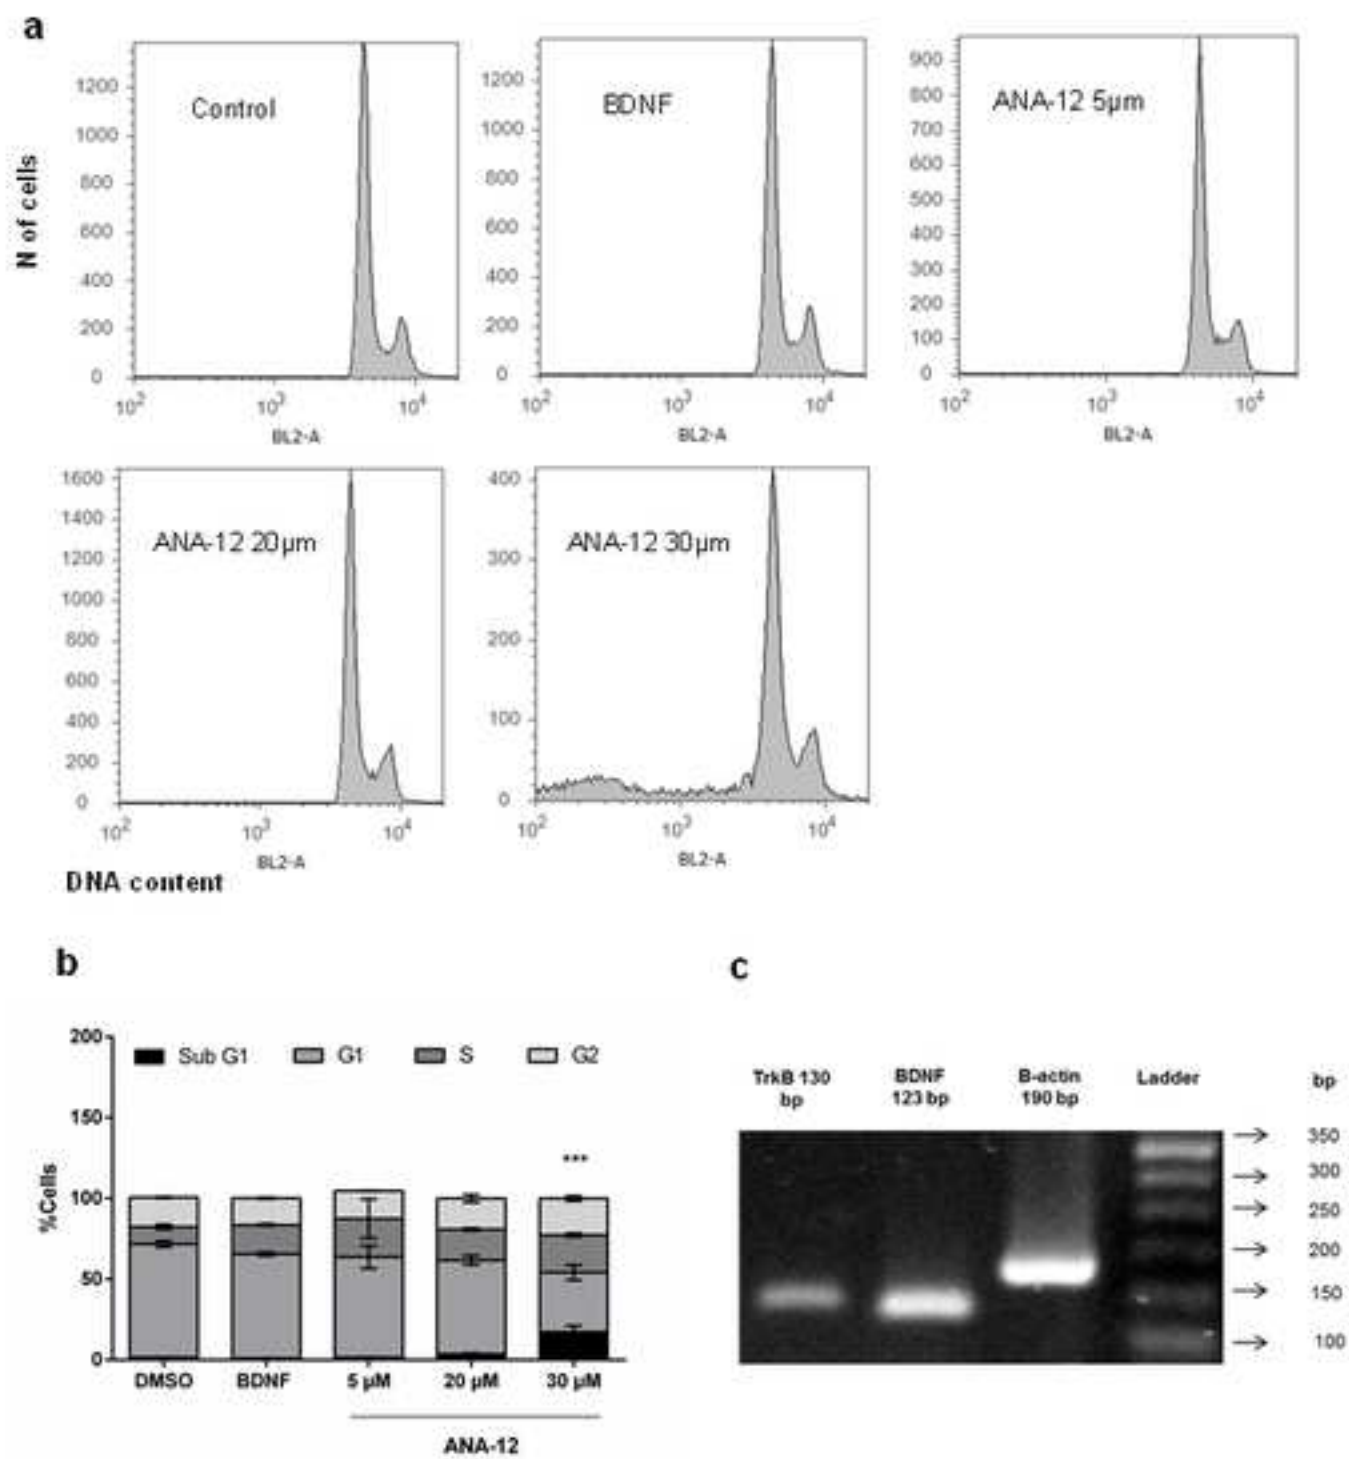 a
N of cells
Control
1200
1000
800
600
400
200
0
10² 10³ 10⁴
BL2-A
BDNF
1200
1000
800
600
400
200
0
10² 10³ 10⁴
BL2-A
ANA-12 5µm
900
800
700
600
500
400
300
200
100
0
10² 10³ 10⁴
BL2-A
ANA-12 20µm
1600
1400
1200
1000
800
600
400
200
0
10² 10³ 10⁴
BL2-A
ANA-12 30µm
400
300
200
100
0
10² 10³ 10⁴
BL2-A
DNA content
b
%Cells
200
150
100
50
0
Sub G1 G1 S G2
***
DMSO BDNF 5 µM 20 µM 30 µM
ANA-12
c
TrkB 130 BDNF B-actin Ladder bp
bp 123 bp 190 bp
350
300
250
200
150
100